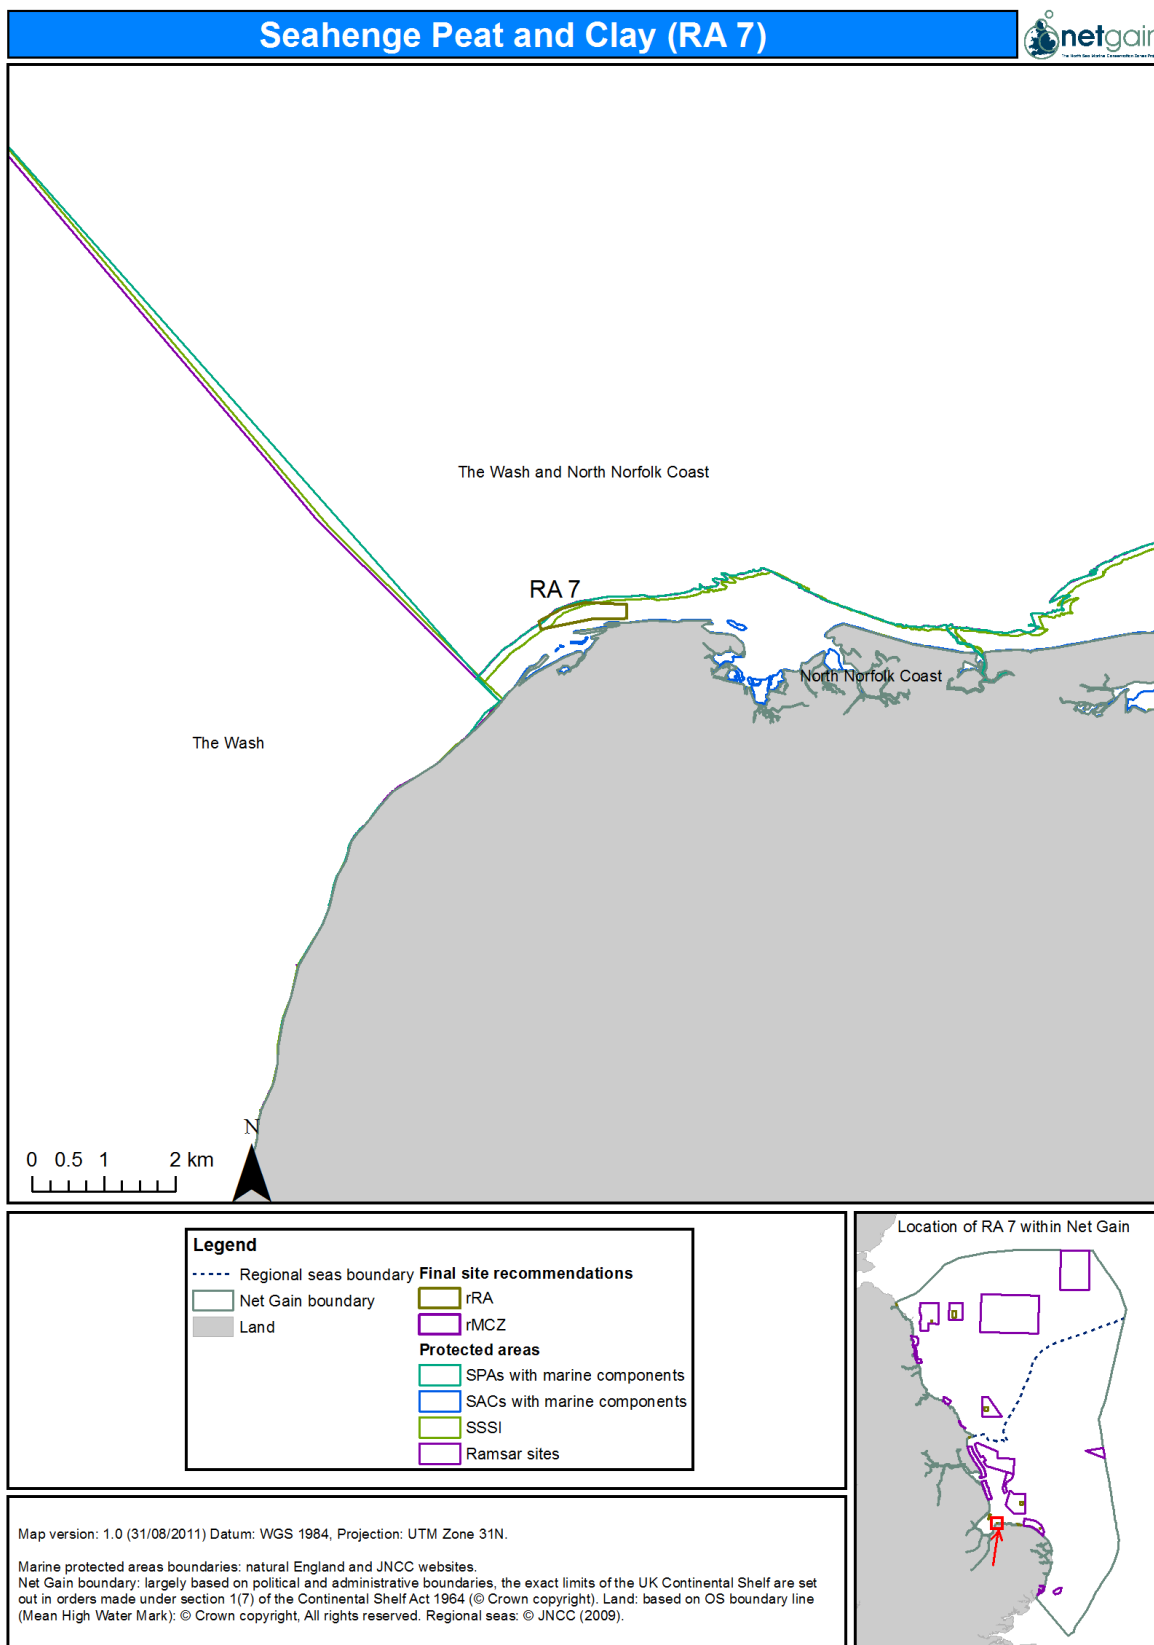 Seahenge Peat and Clay (RA 7)
netgain
The Wash and North Norfolk Coast
RA 7
North Norfolk Coast
The Wash
N
0 0.5 1 2 km
Legend
Regional seas boundary
Net Gain boundary
Land
Final site recommendations
rRA
rMCZ
Protected areas
SPAs with marine components
SACs with marine components
SSSI
Ramsar sites
Location of RA 7 within Net Gain
Map version: 1.0 (31/08/2011) Datum: WGS 1984, Projection: UTM Zone 31N.
Marine protected areas boundaries: natural England and JNCC websites.
Net Gain boundary: largely based on political and administrative boundaries, the exact limits of the UK Continental Shelf are set
out in orders made under section 1(7) of the Continental Shelf Act 1964 (© Crown copyright). Land: based on OS boundary line
(Mean High Water Mark): © Crown copyright, All rights reserved. Regional seas: © JNCC (2009).